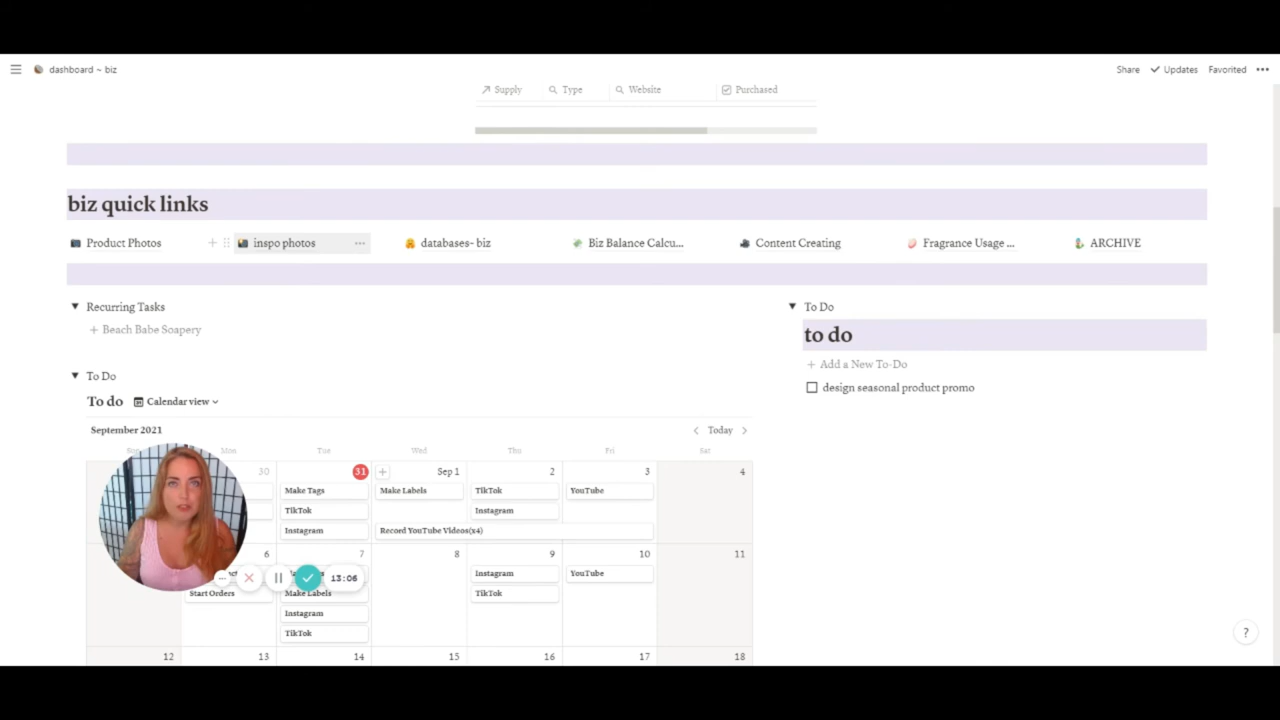 dashboard ~ biz
Share Updates Favorited
Supply Type Website Purchased
biz quick links
Product Photos inspo photos databases- biz Biz Balance Calcu... Content Creating Fragrance Usage ... ARCHIVE
Recurring Tasks
+ Beach Babe Soapery
To Do
to do
+ Add a New To-Do
design seasonal product promo
To Do
To do Calendar view
September 2021 Today
Mon Tue Wed Thu Fri Sat
30 31 Sep 1 2 3 4
Make Tags Make Labels TikTok YouTube
TikTok Instagram
Instagram Record YouTube Videos(x4)
6 7 8 9 10 11
Instagram YouTube
Start Orders Make Labels TikTok
Instagram
TikTok
13:06
12 13 14 15 16 17 18
?